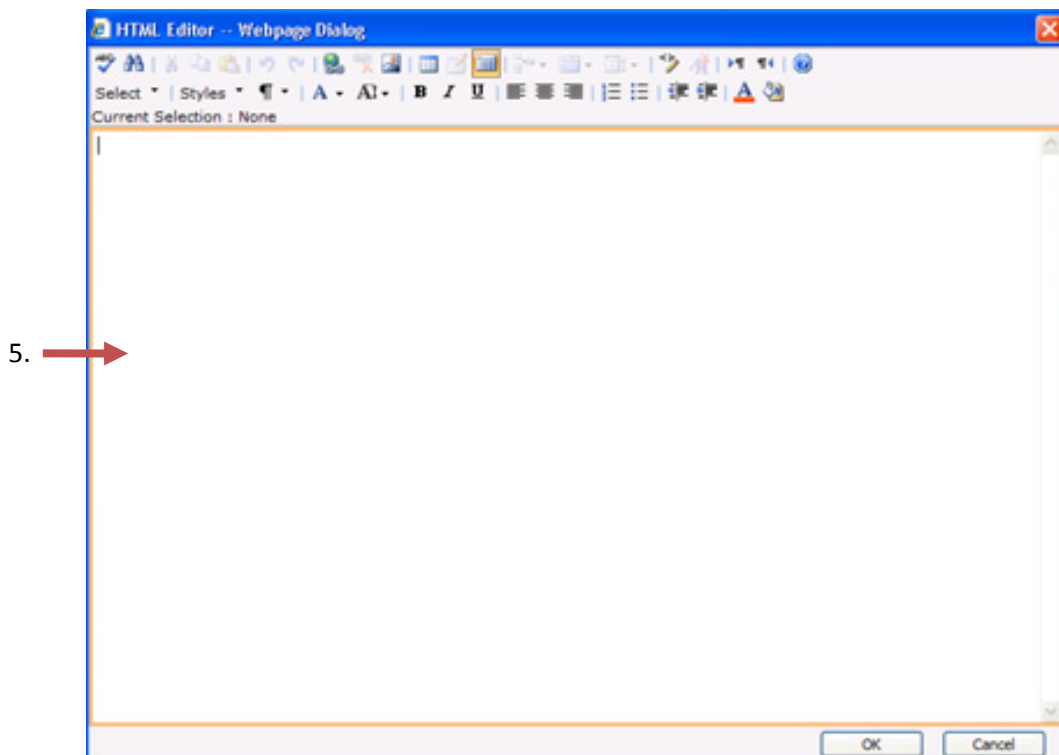 HTML Editor -- Webpage Dialog
Select Styles ¶ A A B I U A
Current Selection : None
5.
OK Cancel